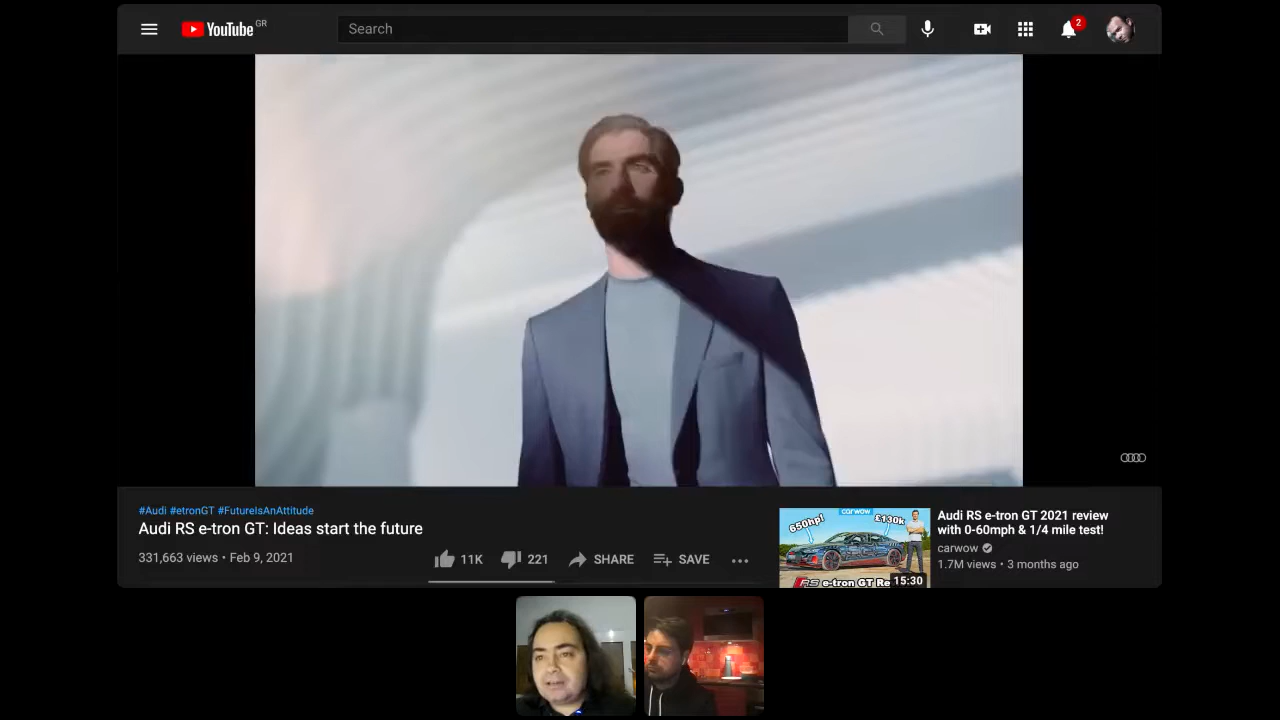 YouTube GR
Search
2
#Audi #etronGT #FutureIsAnAttitude
Audi RS e-tron GT: Ideas start the future
331,663 views • Feb 9, 2021
11K
221
SHARE
SAVE
650hp!
carwow
£130k
RS e-tron GT Re
15:30
Audi RS e-tron GT 2021 review
with 0-60mph & 1/4 mile test!
carwow
1.7M views • 3 months ago